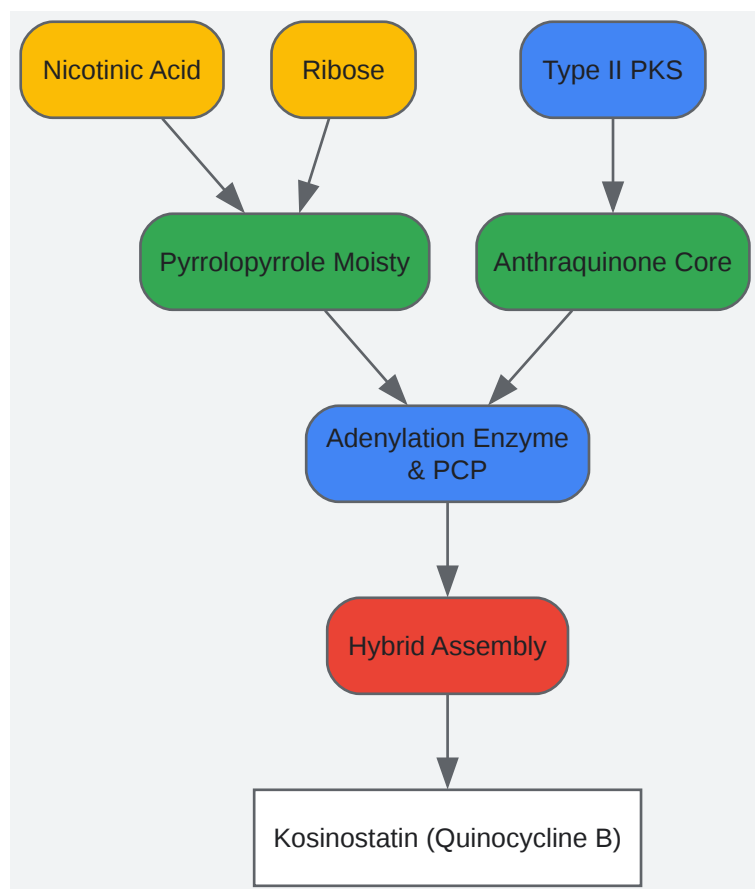 Nicotinic Acid
Ribose
Type II PKS
Pyrrolopyrrole Moisty
Anthraquinone Core
Adenylation Enzyme
& PCP
Hybrid Assembly
Kosinostatin (Quinocycline B)